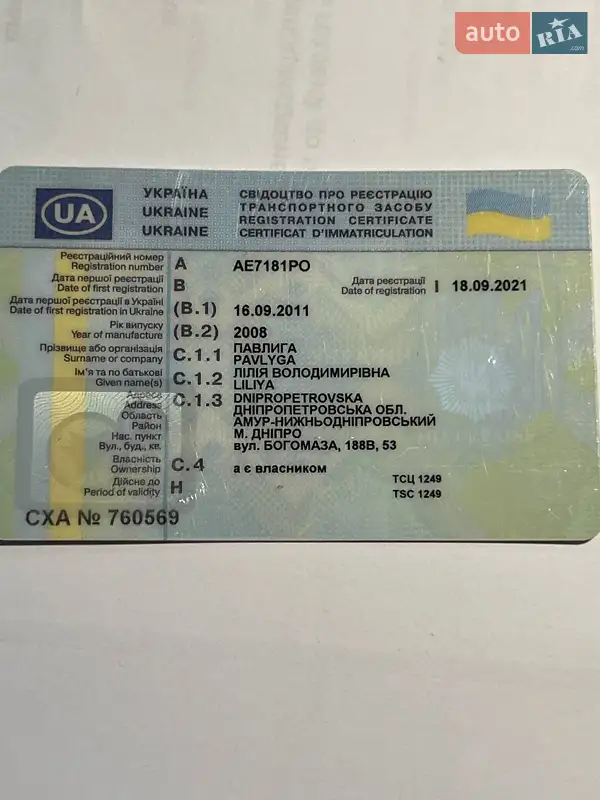 auto RIA .com
UA
УКРАЇНА
UKRAINE
UKRAINE
СВІДОЦТВО ПРО РЕЄСТРАЦІЮ
ТРАНСПОРТНОГО ЗАСОБУ
REGISTRATION CERTIFICATE
CERTIFICAT D'IMMATRICULATION
Реєстраційний номер
Registration number A AE7181PO
Дата першої реєстрації
Date of first registration B
Дата реєстрації
Date of registration I 18.09.2021
Дата першої реєстрації в Україні
Date of first registration in Ukraine (B.1) 16.09.2011
Рік випуску
Year of manufacture (B.2) 2008
Прізвище або організація
Surname or company C.1.1 ПАВЛИГА
PAVLYGA
Ім'я та по батькові
Given name(s) C.1.2 ЛІЛІЯ ВОЛОДИМИРІВНА
LILIYA
Адреса
Address C.1.3 DNIPROPETROVSKA
Область ДНІПРОПЕТРОВСЬКА ОБЛ.
Район АМУР-НИЖНЬОДНІПРОВСЬКИЙ
Нас. пункт М. ДНІПРО
Вул., буд., кв. вул. БОГОМАЗА, 188В, 53
Власність
Ownership C.4 а є власником
Дійсне до
Period of validity H
ТСЦ 1249
TSC 1249
СХА № 760569